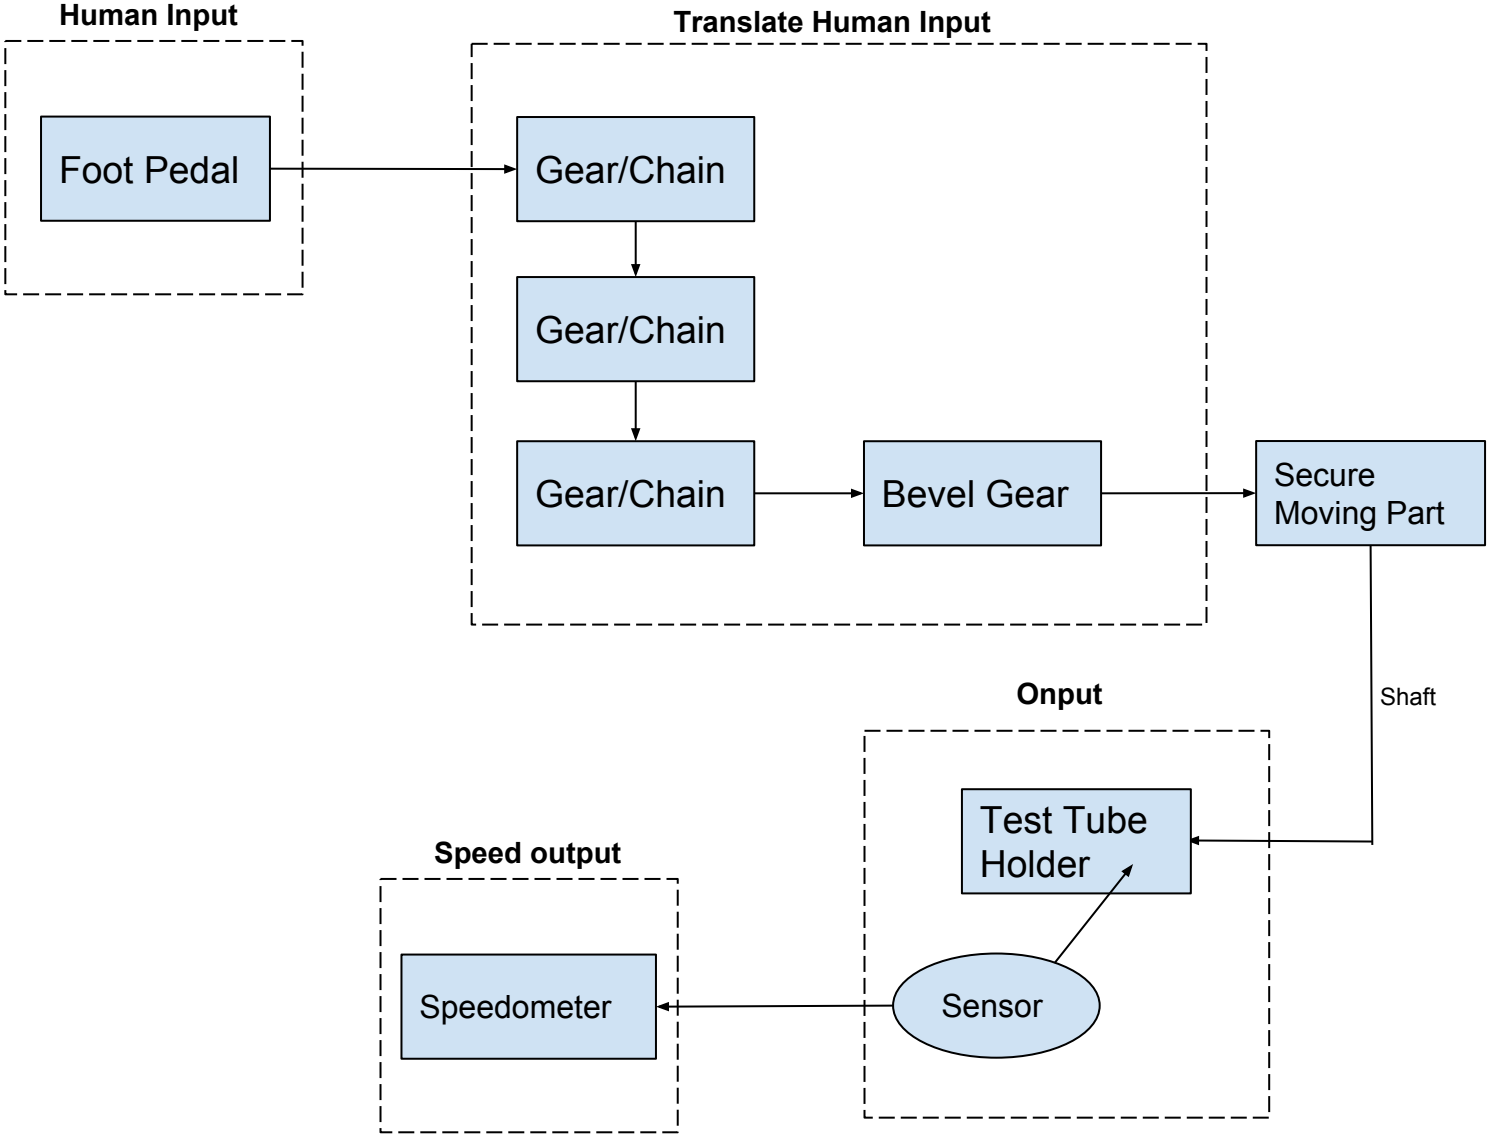 Human Input
Translate Human Input
Foot Pedal
Gear/Chain
Gear/Chain
Gear/Chain
Bevel Gear
Secure
Moving Part
Shaft
Onput
Test Tube
Holder
Sensor
Speed output
Speedometer